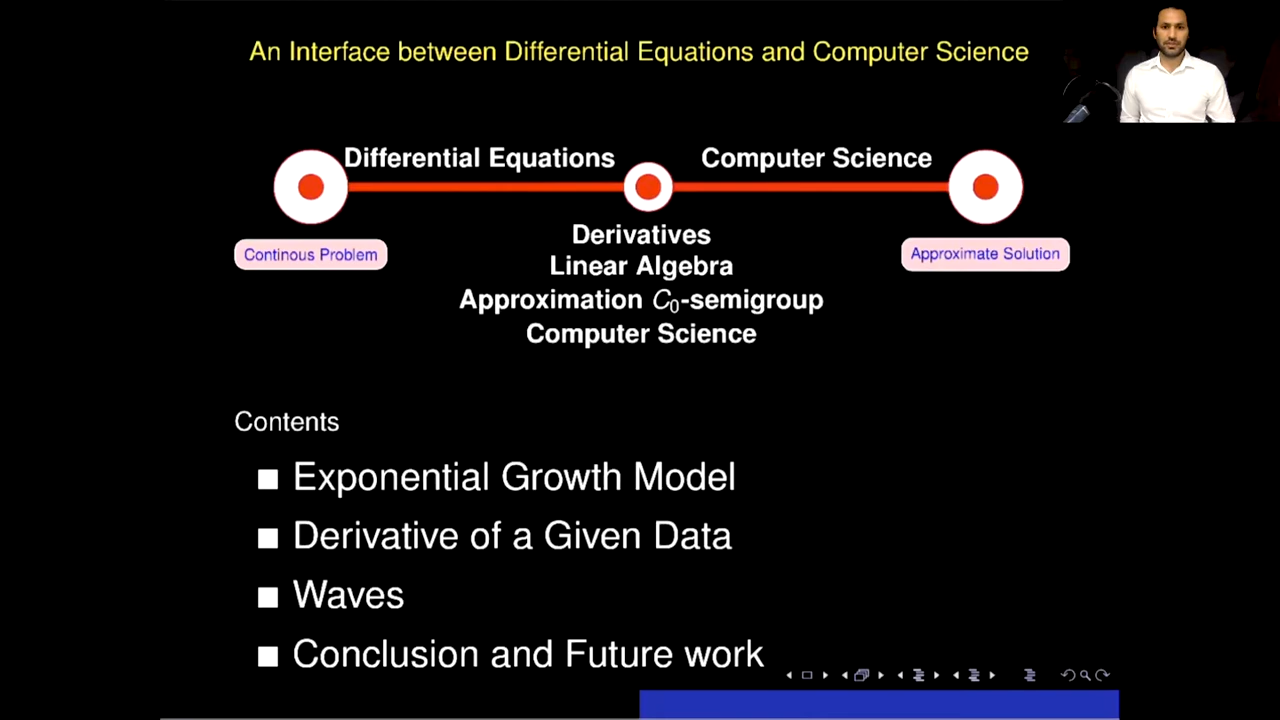 An Interface between Differential Equations and Computer Science
Differential Equations
Computer Science
Continous Problem
Approximate Solution
Derivatives
Linear Algebra
Approximation C₀-semigroup
Computer Science
Contents
Exponential Growth Model
Derivative of a Given Data
Waves
Conclusion and Future work